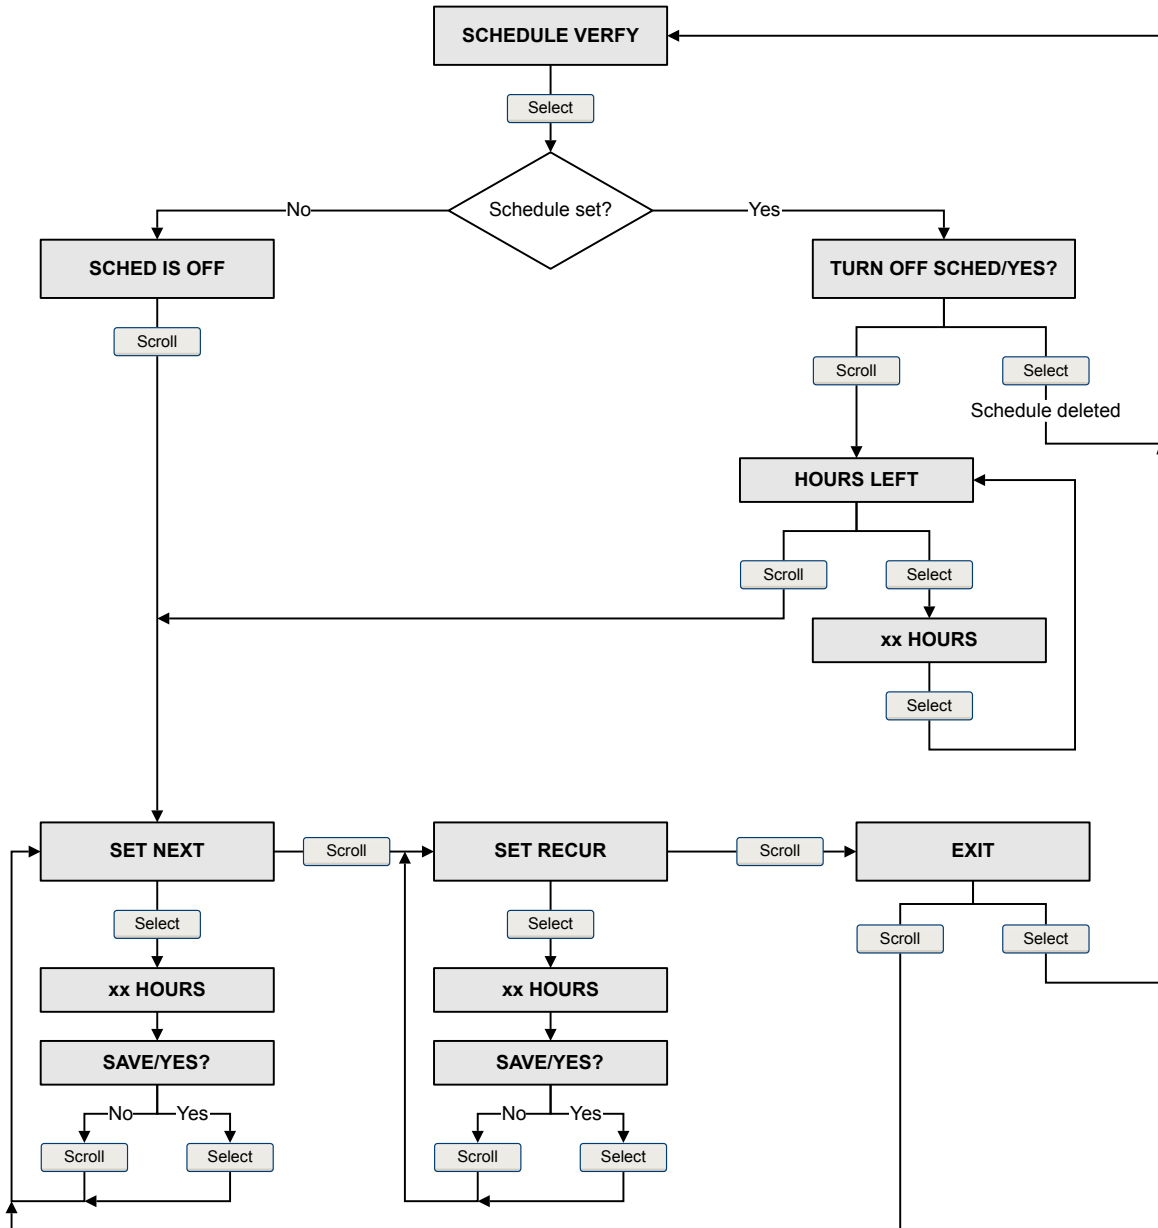 SCHEDULE VERFY
Select
Schedule set?
No
Yes
SCHED IS OFF
TURN OFF SCHED/YES?
Scroll
Scroll
Select
Schedule deleted
HOURS LEFT
Scroll
Select
xx HOURS
Select
SET NEXT
Scroll
SET RECUR
Scroll
EXIT
Select
Select
Scroll
Select
xx HOURS
xx HOURS
SAVE/YES?
SAVE/YES?
No
Yes
No
Yes
Scroll
Select
Scroll
Select